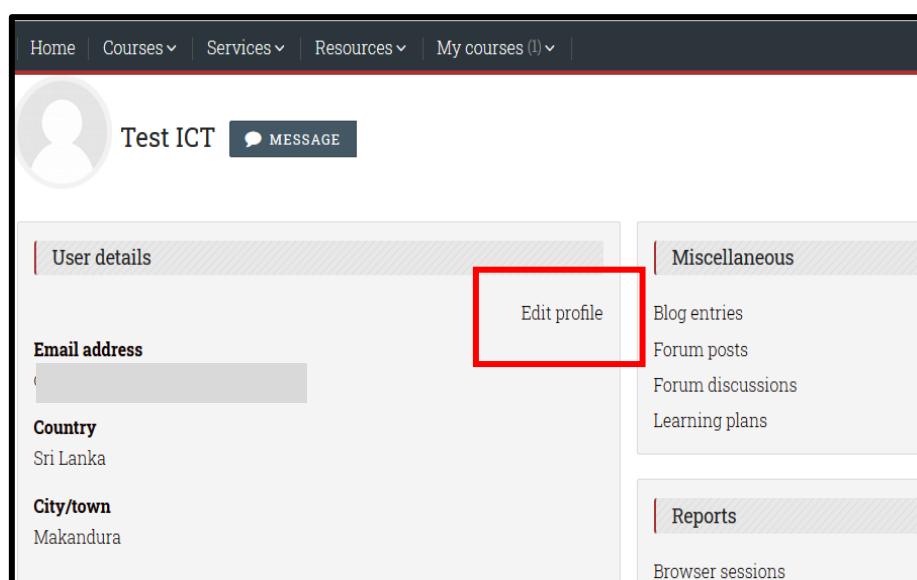 Home Courses Services Resources My courses (1)
Test ICT MESSAGE
User details
Edit profile
Email address
Country
Sri Lanka
City/town
Makandura
Miscellaneous
Blog entries
Forum posts
Forum discussions
Learning plans
Reports
Browser sessions